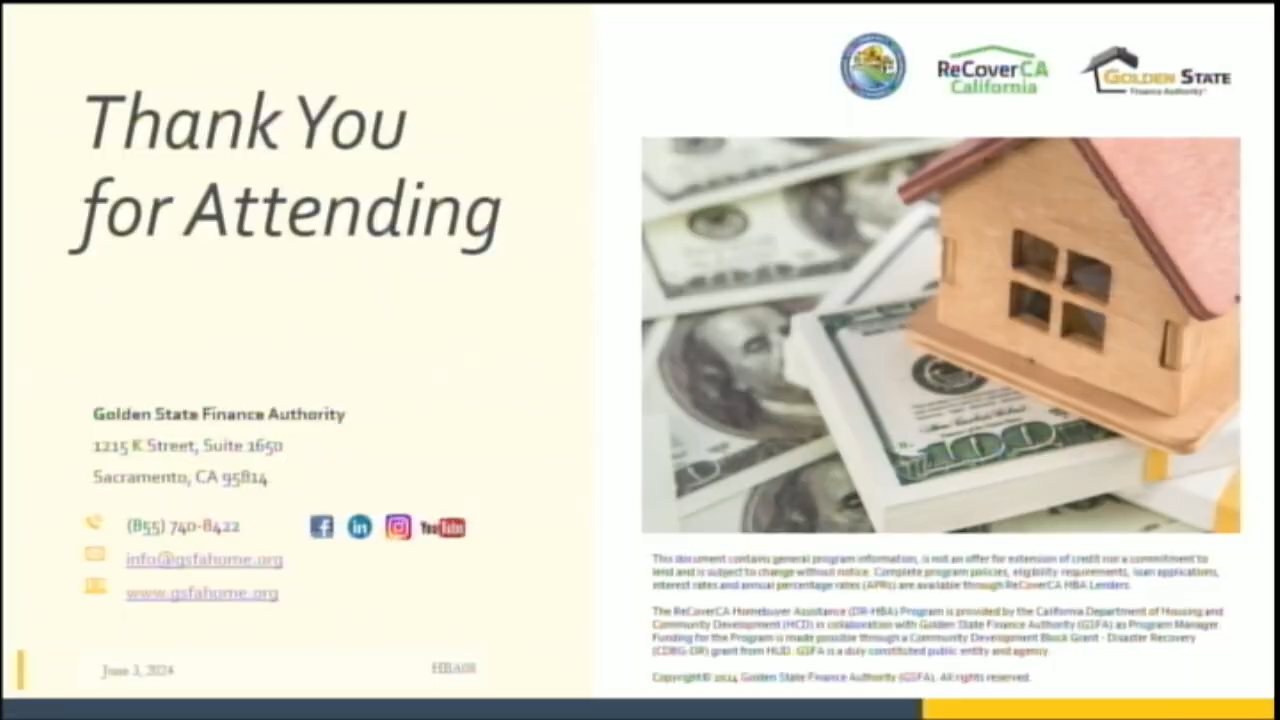 Thank You
for Attending
ReCoverCA
California
GOLDEN STATE
Finance Authority
Golden State Finance Authority
1215 K Street, Suite 1650
Sacramento, CA 95814
(855) 740-8422
in
YouTube
info@gsfahome.org
www.gsfahome.org
June 3, 2024
HBA08
100
This document contains general program information, is not an offer for extension of credit nor a commitment to
lend and is subject to change without notice. Complete program policies, eligibility requirements, loan applications,
interest rates and annual percentage rates (APRs) are available through ReCoverCA HBA Lenders.
The ReCoverCA Homebuyer Assistance (DR-HBA) Program is provided by the California Department of Housing and
Community Development (HCD) in collaboration with Golden State Finance Authority (GSFA) as Program Manager.
Funding for the Program is made possible through a Community Development Block Grant - Disaster Recovery
(CDBG-DR) grant from HUD. GSFA is a duly constituted public entity and agency.
Copyright© 2024 Golden State Finance Authority (GSFA). All rights reserved.